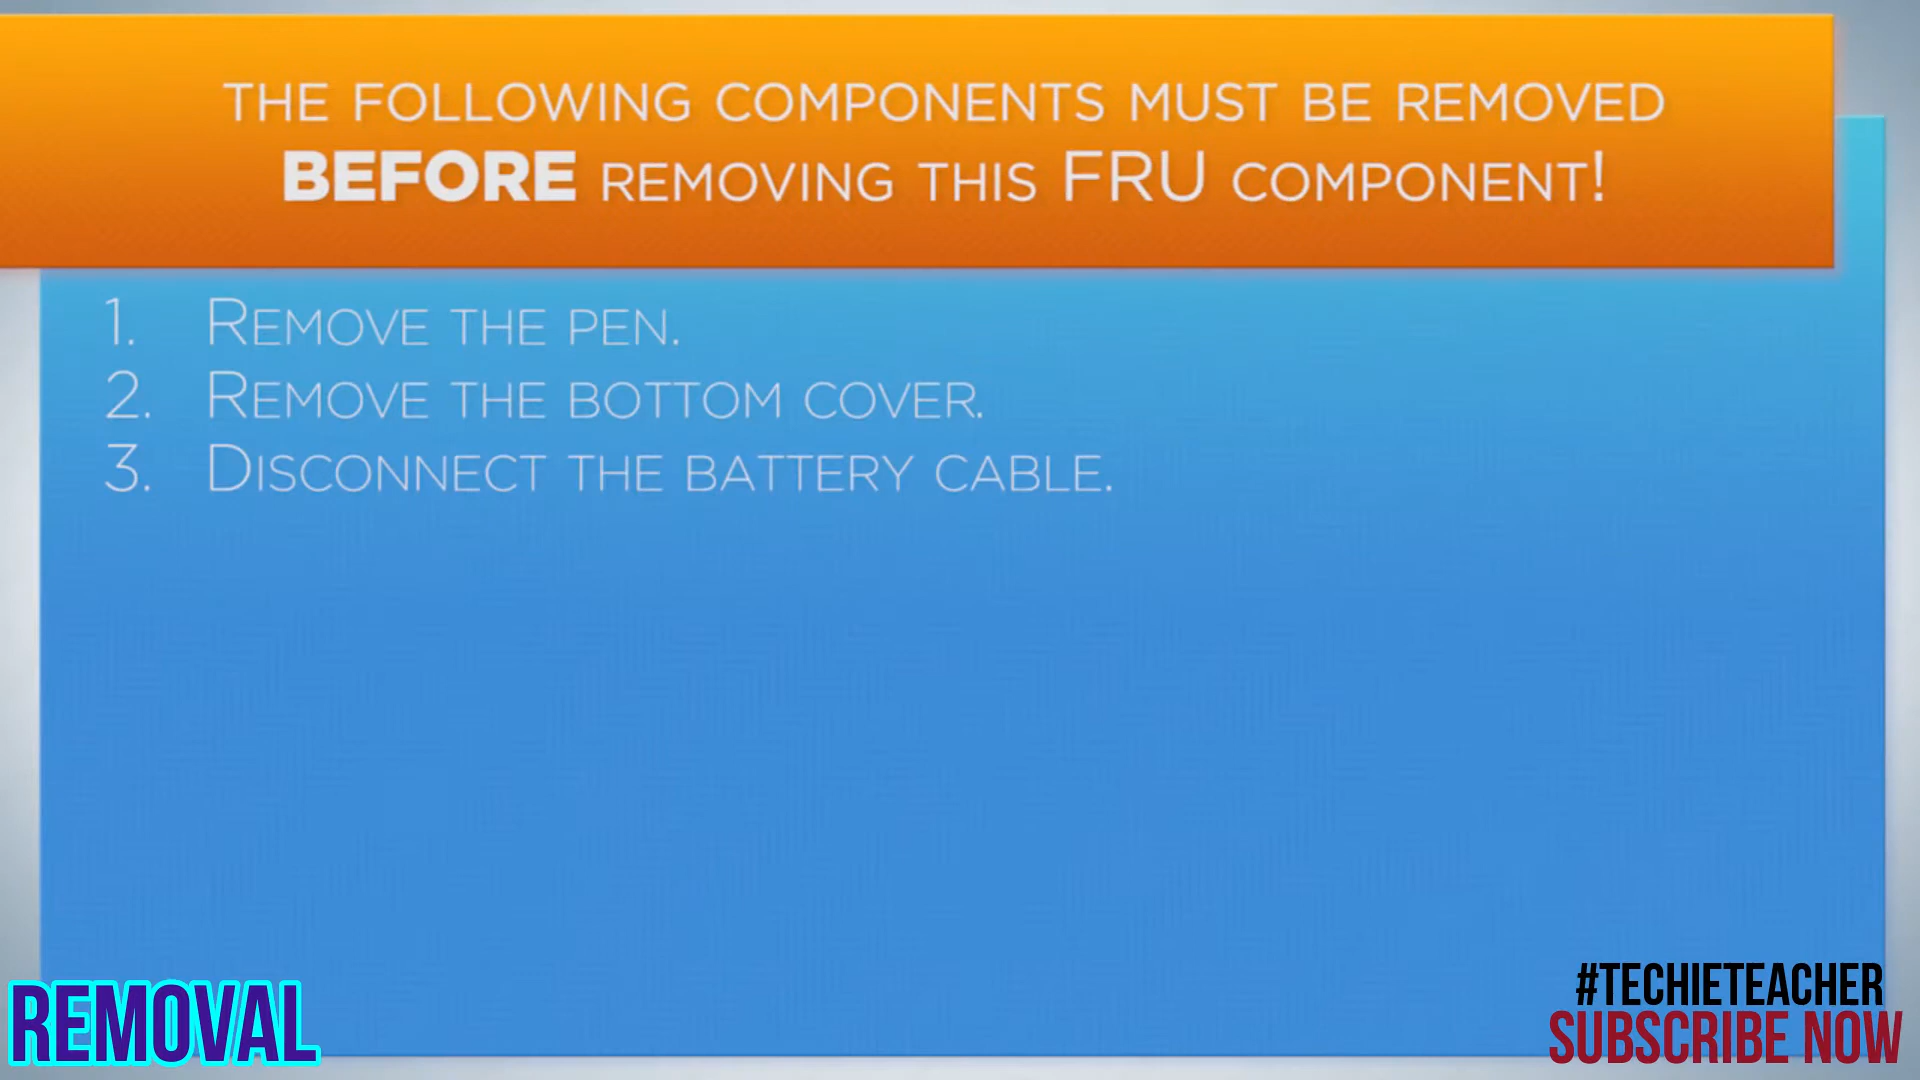 THE FOLLOWING COMPONENTS MUST BE REMOVED
BEFORE REMOVING THIS FRU COMPONENT!
1. REMOVE THE PEN.
2. REMOVE THE BOTTOM COVER.
3. DISCONNECT THE BATTERY CABLE.
REMOVAL
#TECHIETEACHER
SUBSCRIBE NOW